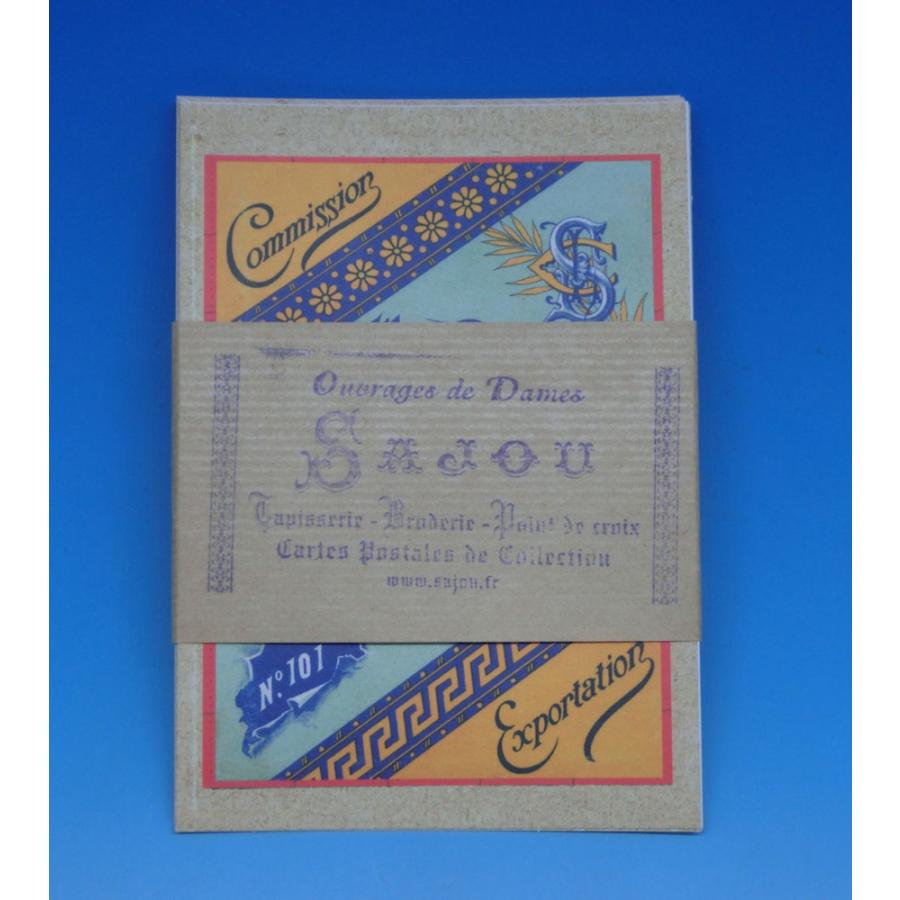 Commission
Ouvrages de Dames
SAJOU
Tapisserie - Broderie - Point de croix
Cartes Postales de Collection
www.sajou.fr
N.º 101
Exportation